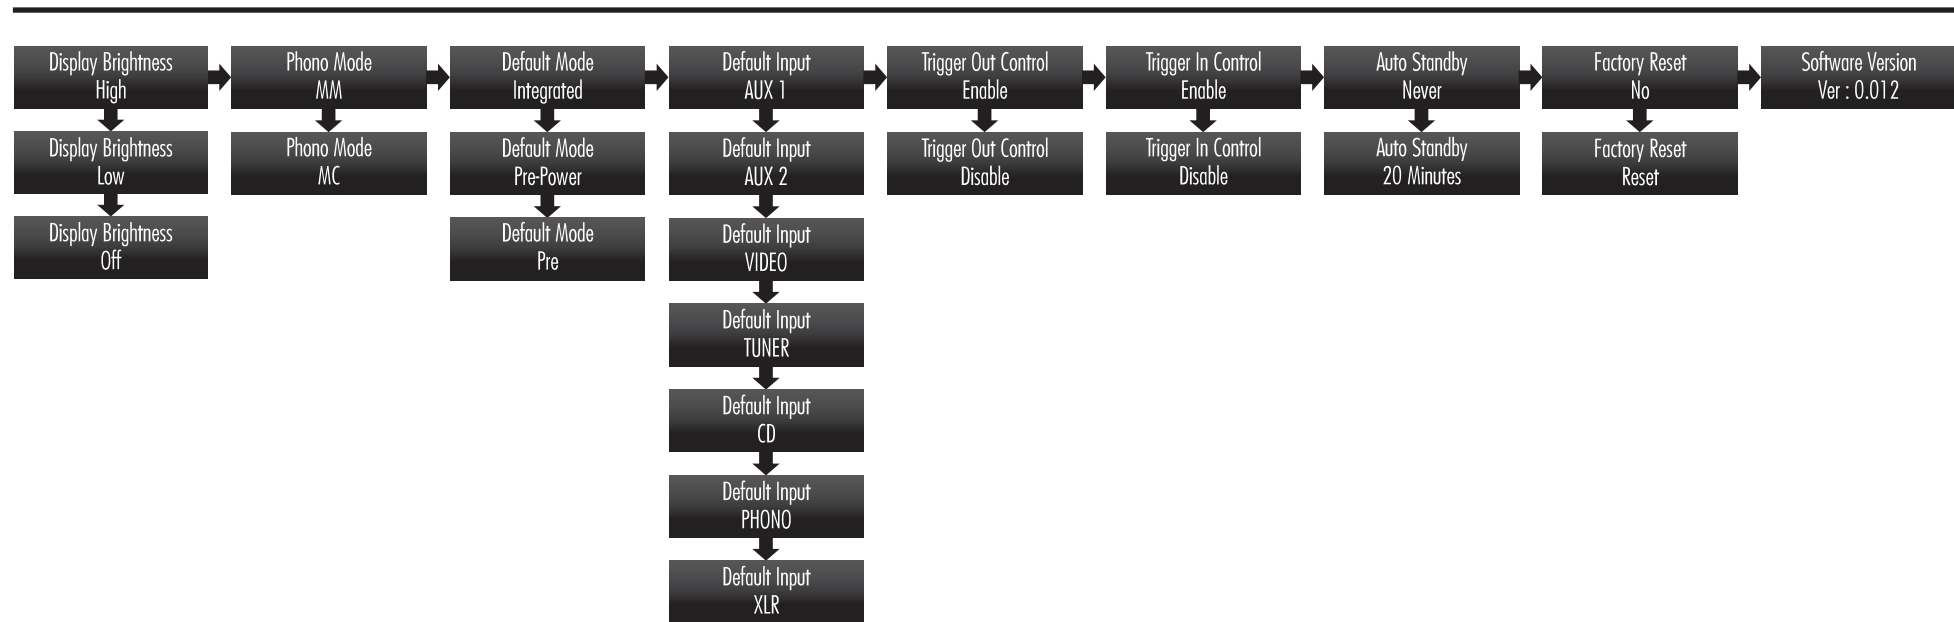 Display Brightness
High
Phono Mode
MM
Default Mode
Integrated
Default Input
AUX 1
Trigger Out Control
Enable
Trigger In Control
Enable
Auto Standby
Never
Factory Reset
No
Software Version
Ver : 0.012
Display Brightness
Low
Phono Mode
MC
Default Mode
Pre-Power
Default Input
AUX 2
Trigger Out Control
Disable
Trigger In Control
Disable
Auto Standby
20 Minutes
Factory Reset
Reset
Display Brightness
Off
Default Mode
Pre
Default Input
VIDEO
Default Input
TUNER
Default Input
CD
Default Input
PHONO
Default Input
XLR